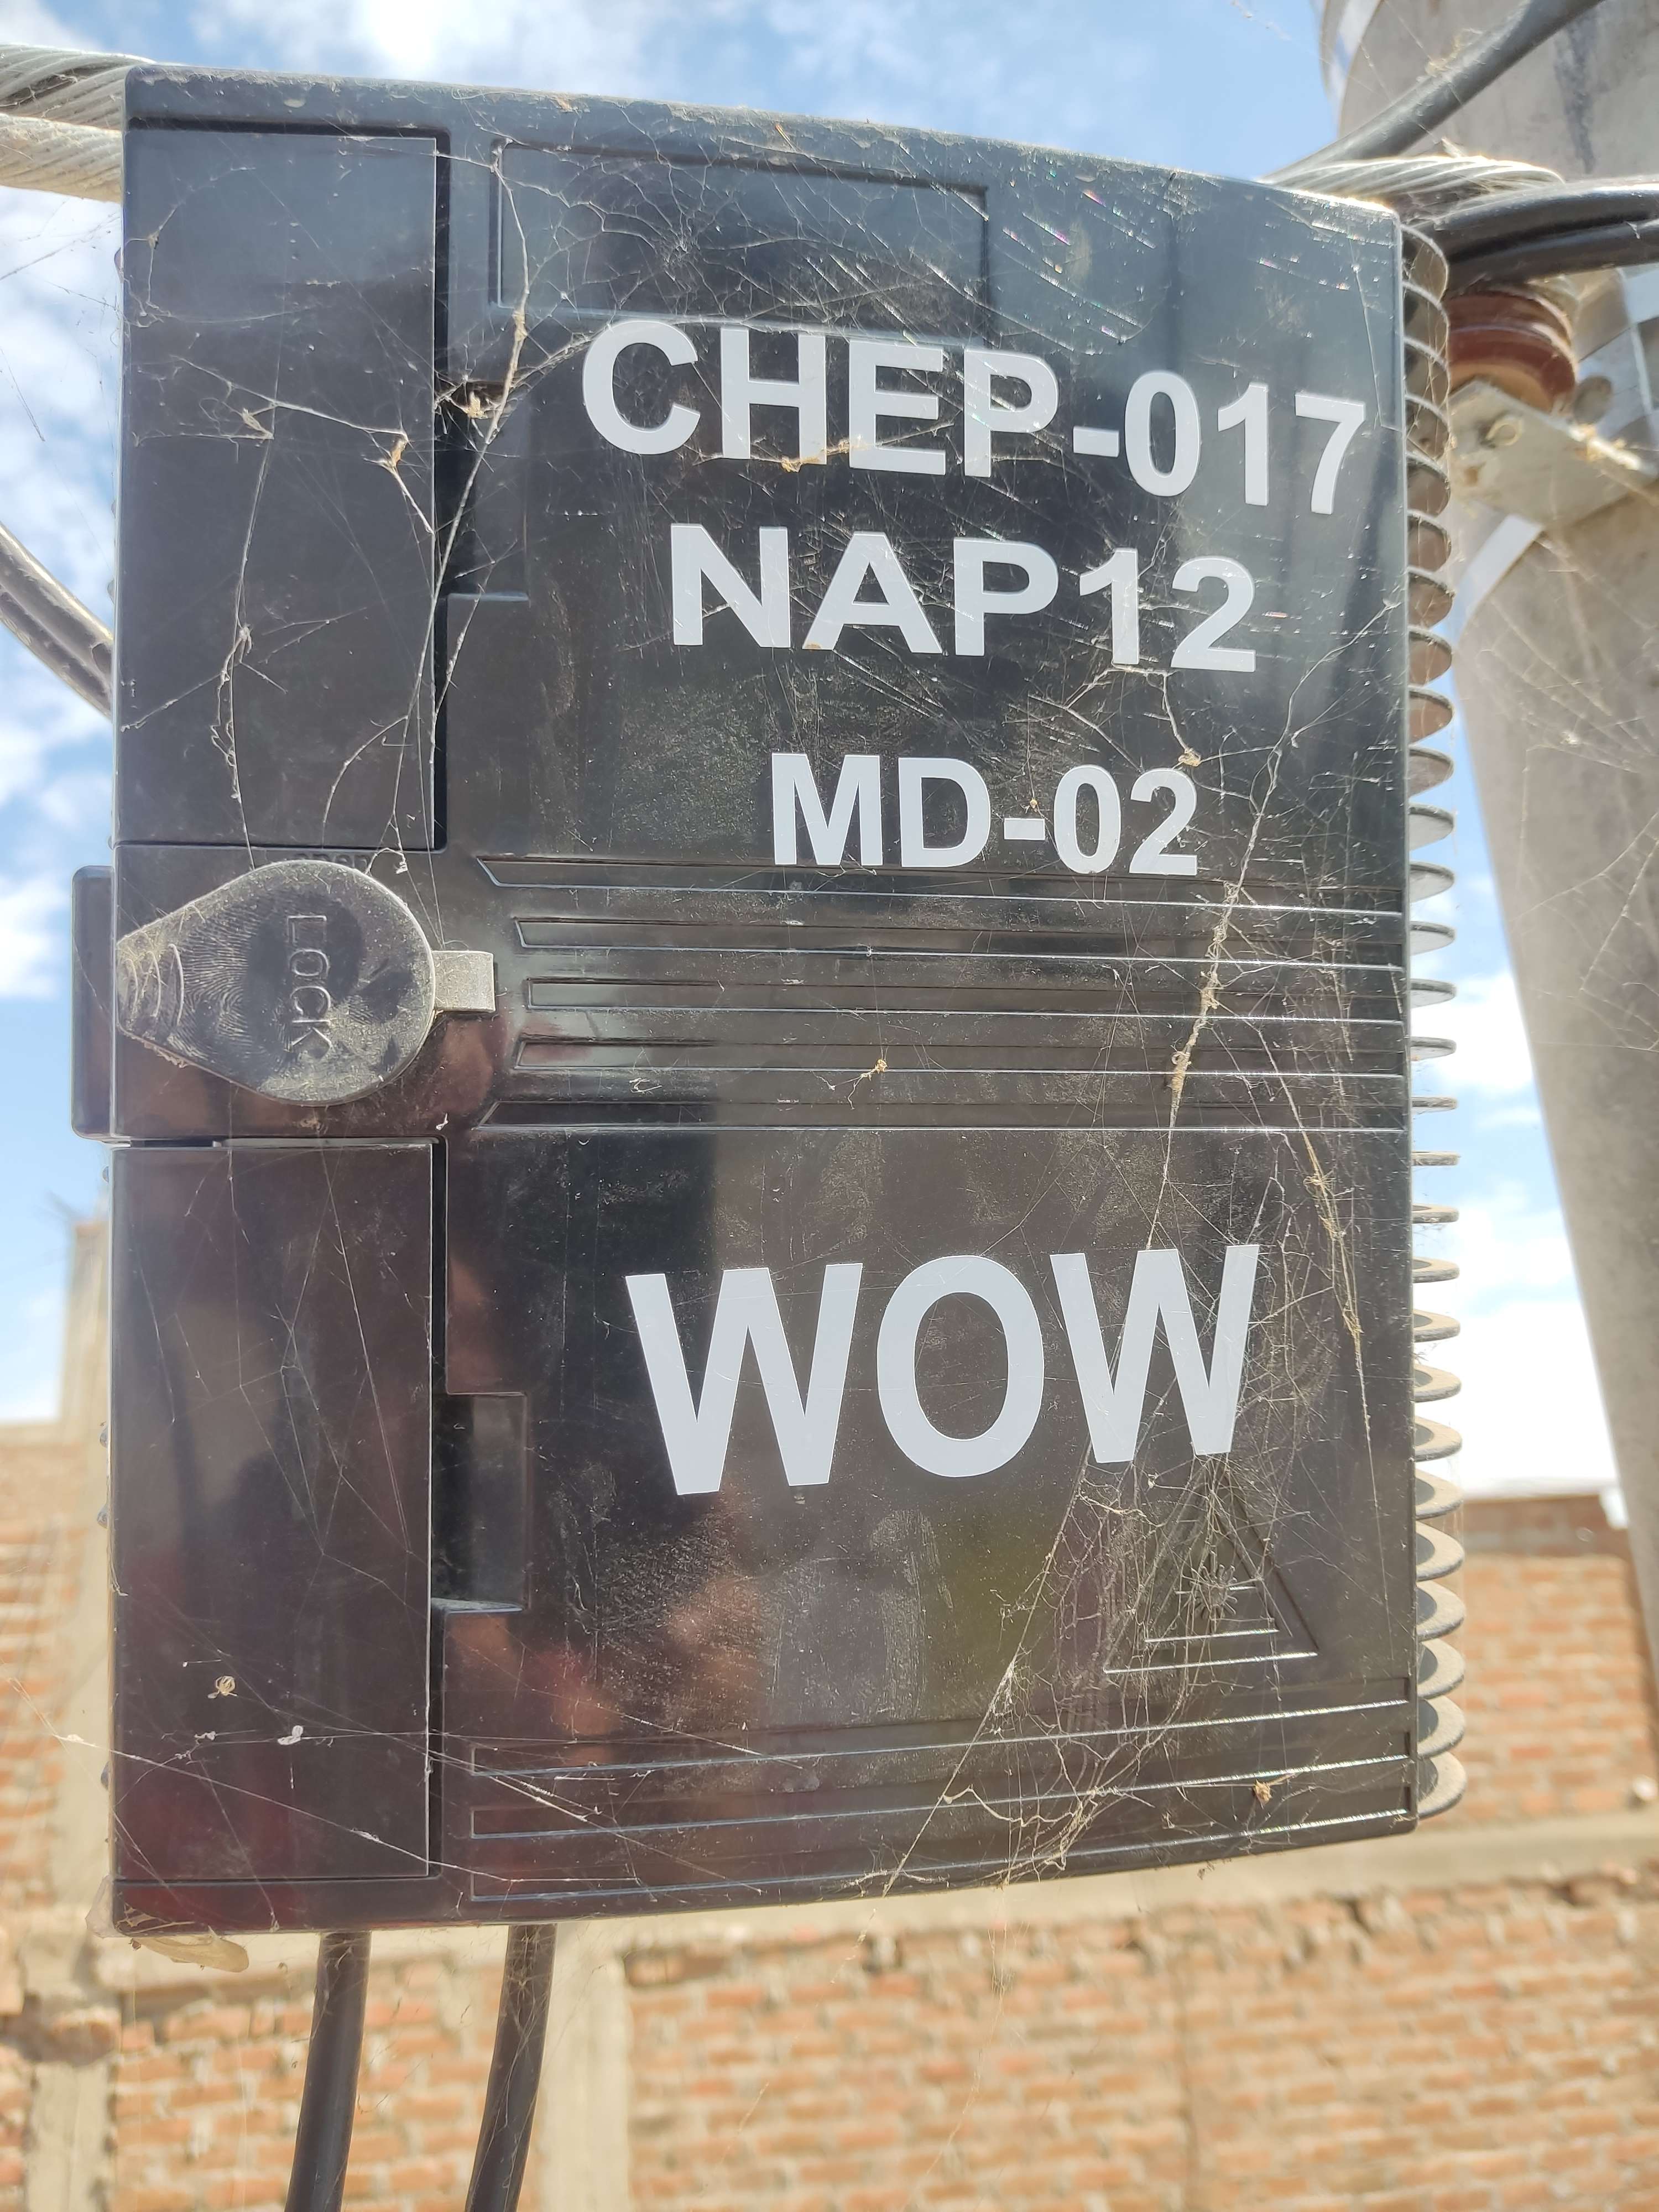 CHEP-017
NAP12
MD-02
LOCK
WOW